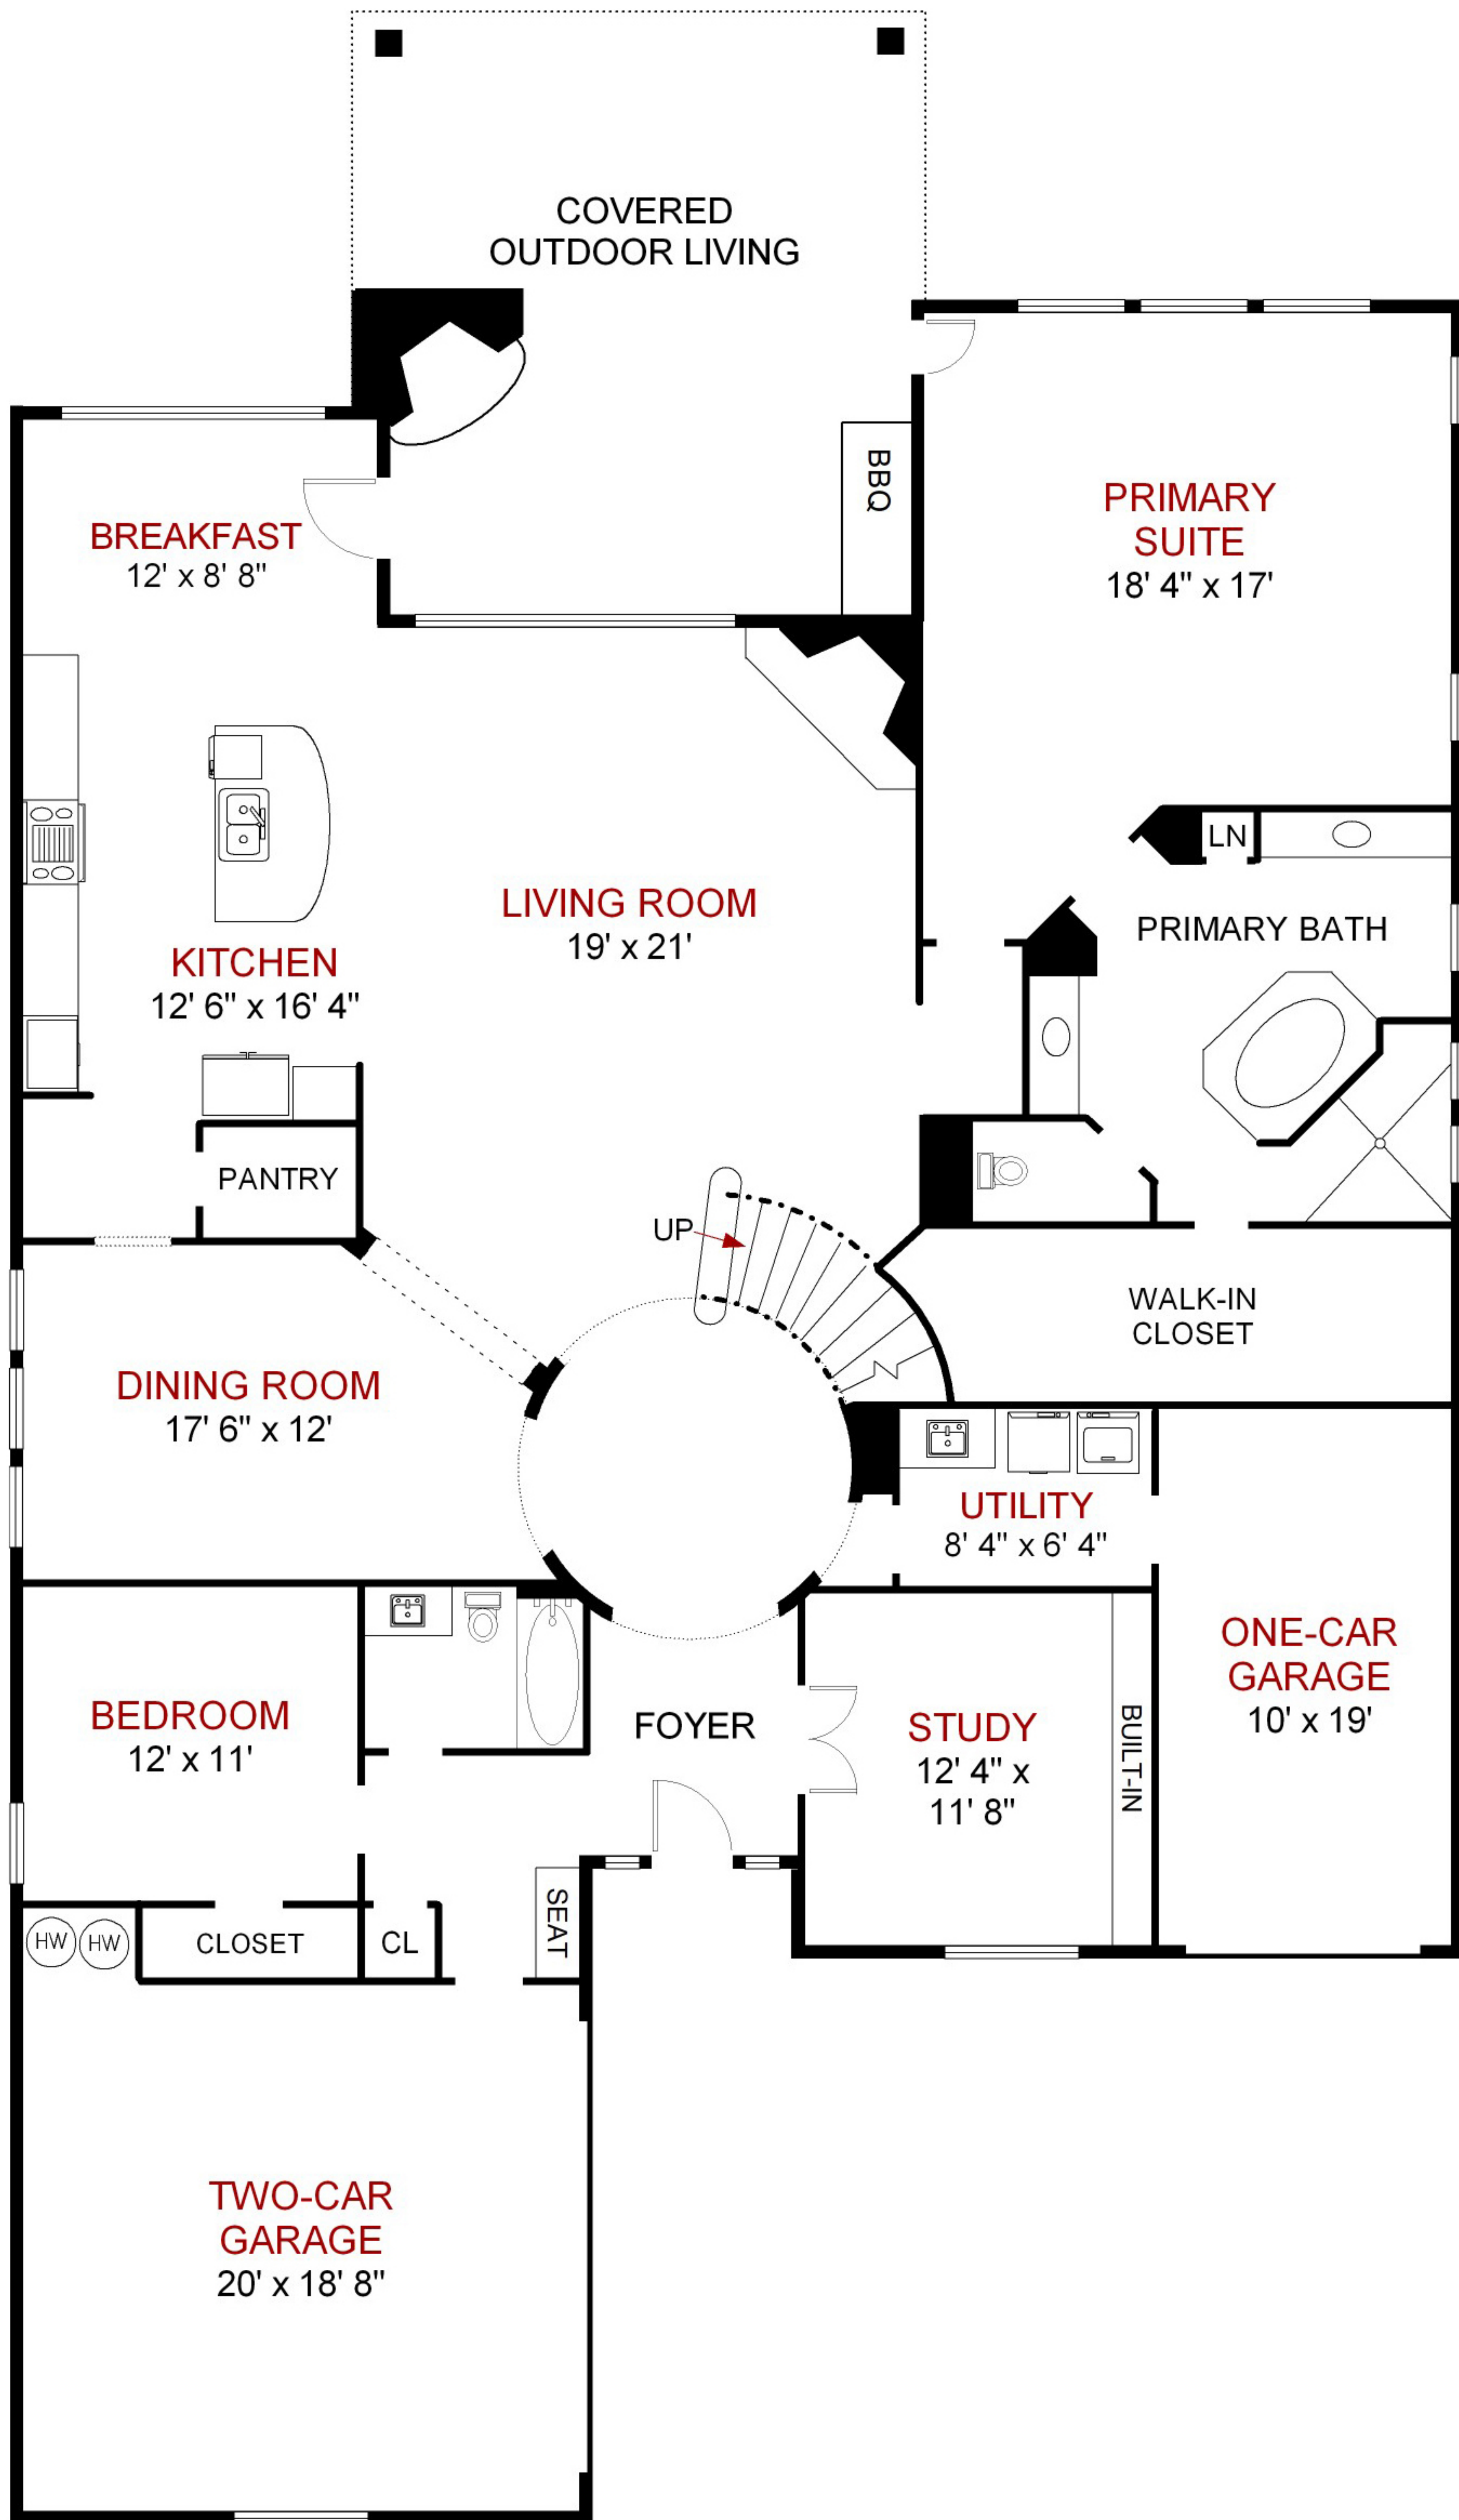 COVERED
OUTDOOR LIVING
BBQ
PRIMARY
SUITE
18' 4" x 17'
BREAKFAST
12' x 8' 8"
LN
PRIMARY BATH
LIVING ROOM
19' x 21'
KITCHEN
12' 6" x 16' 4"
PANTRY
UP
WALK-IN
CLOSET
DINING ROOM
17' 6" x 12'
UTILITY
8' 4" x 6' 4"
ONE-CAR
GARAGE
10' x 19'
BEDROOM
12' x 11'
FOYER
STUDY
12' 4" x
11' 8"
BUILT-IN
SEAT
HW
HW
CLOSET
CL
TWO-CAR
GARAGE
20' x 18' 8"